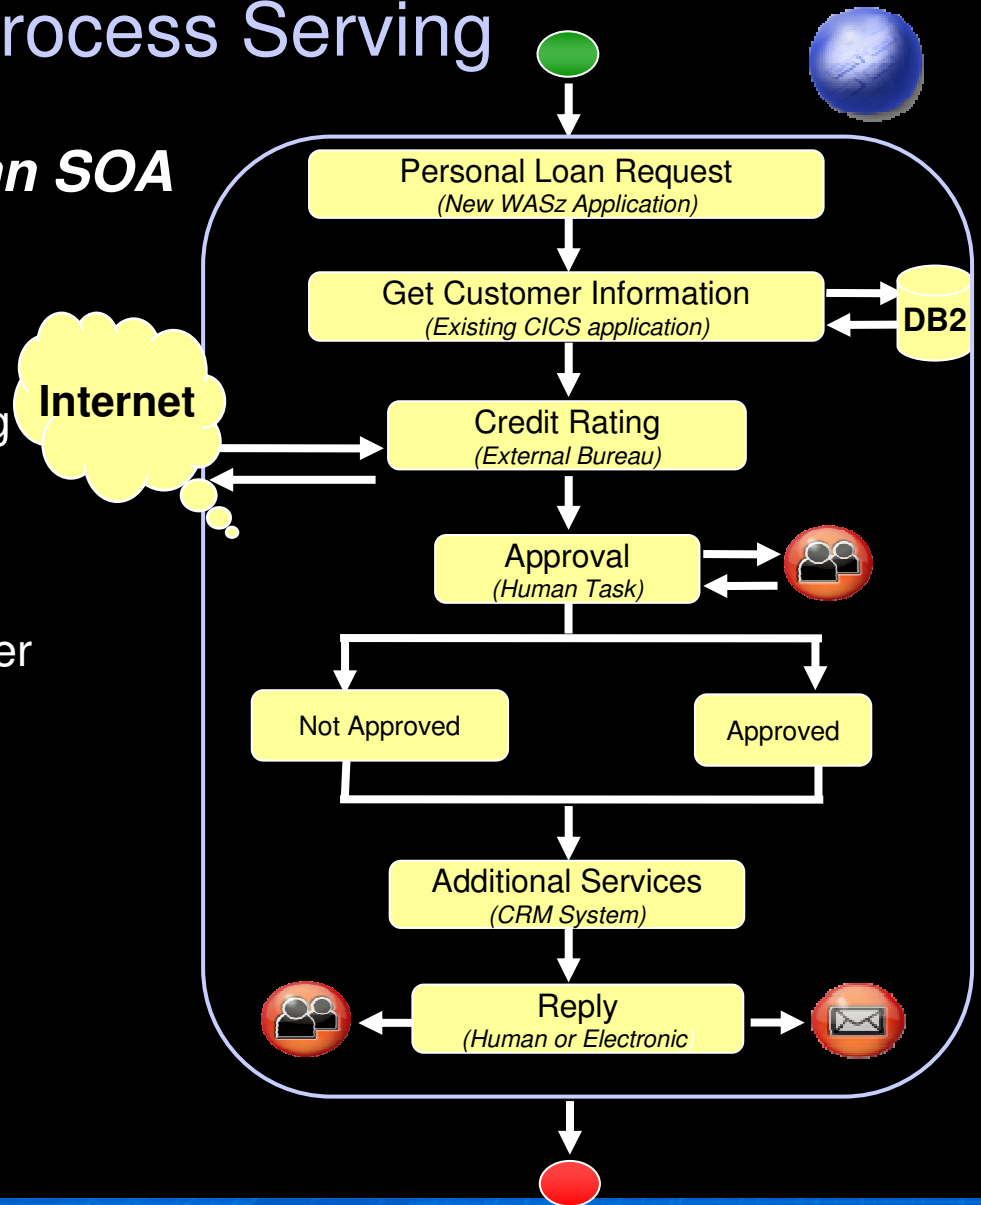 rocess Serving
n SOA
Personal Loan Request
(New WASz Application)
Get Customer Information
(Existing CICS application)
DB2
Internet
g
Credit Rating
(External Bureau)
Approval
(Human Task)
er
Not Approved
Approved
Additional Services
(CRM System)
Reply
(Human or Electronic)